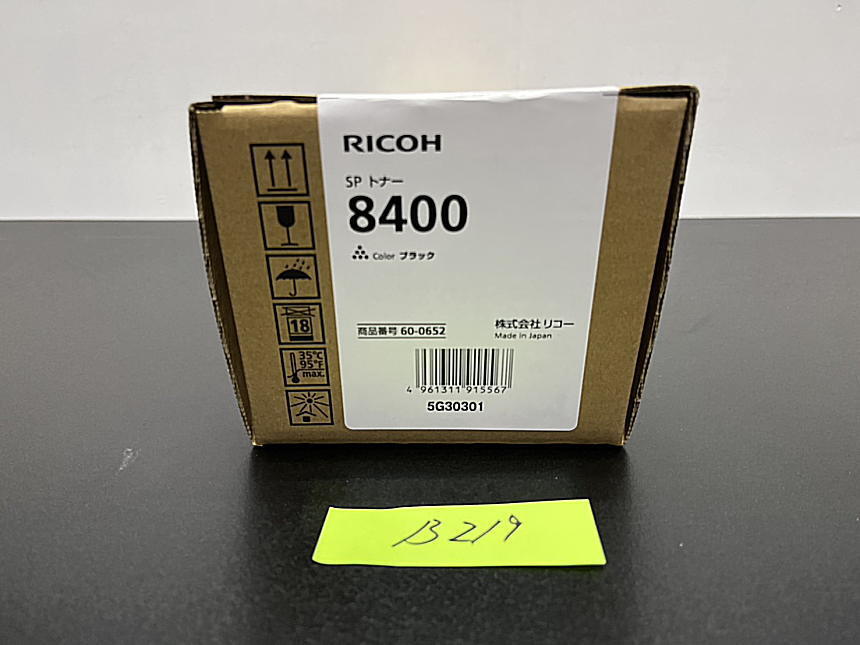 RICOH
SP トナー
8400
Color ブラック
18
35℃
95°F
max.
商品番号 60-0652
株式会社リコー
Made in Japan
4 961311 915567
5G30301
B219